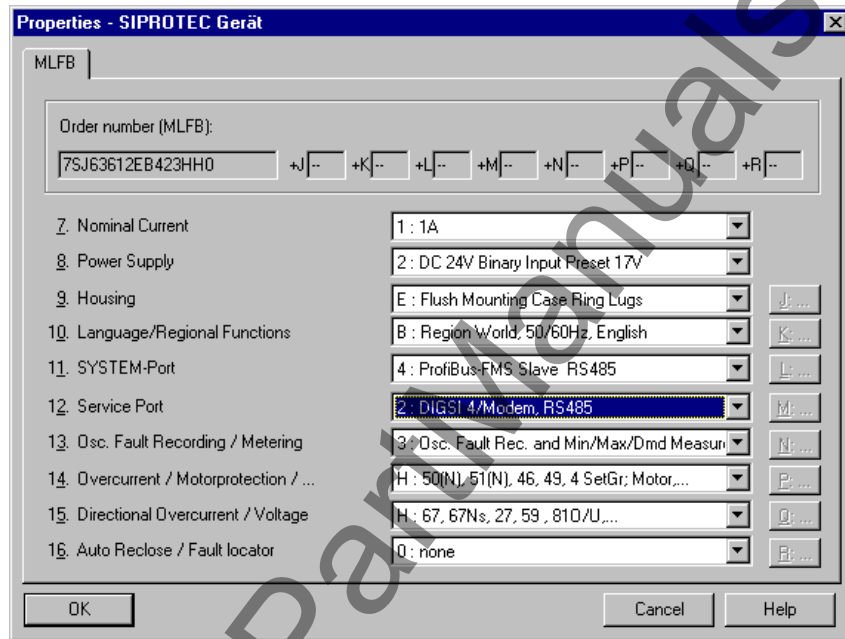 Properties - SIPROTEC Gerät
MLFB
Order number (MLFB):
7SJ63612EB423HH0 +J -- +K -- +L -- +M -- +N -- +P -- +Q -- +R --
7. Nominal Current 1 : 1A
8. Power Supply 2 : DC 24V Binary Input Preset 17V
9. Housing E : Flush Mounting Case Ring Lugs J: ...
10. Language/Regional Functions B : Region World, 50/60Hz, English K: ...
11. SYSTEM-Port 4 : ProfiBus-FMS Slave RS485 L: ...
12. Service Port 2 : DIGSI 4/Modem, RS485 M: ...
13. Osc. Fault Recording / Metering 3 : Osc. Fault Rec. and Min/Max/Dmd Measur N: ...
14. Overcurrent / Motorprotection / ... H : 50(N), 51(N), 46, 49, 4 SetGr; Motor,... P: ...
15. Directional Overcurrent / Voltage H : 67, 67Ns, 27, 59 , 81O/U,... Q: ...
16. Auto Reclose / Fault locator 0 : none R: ...
OK Cancel Help
PartManuals